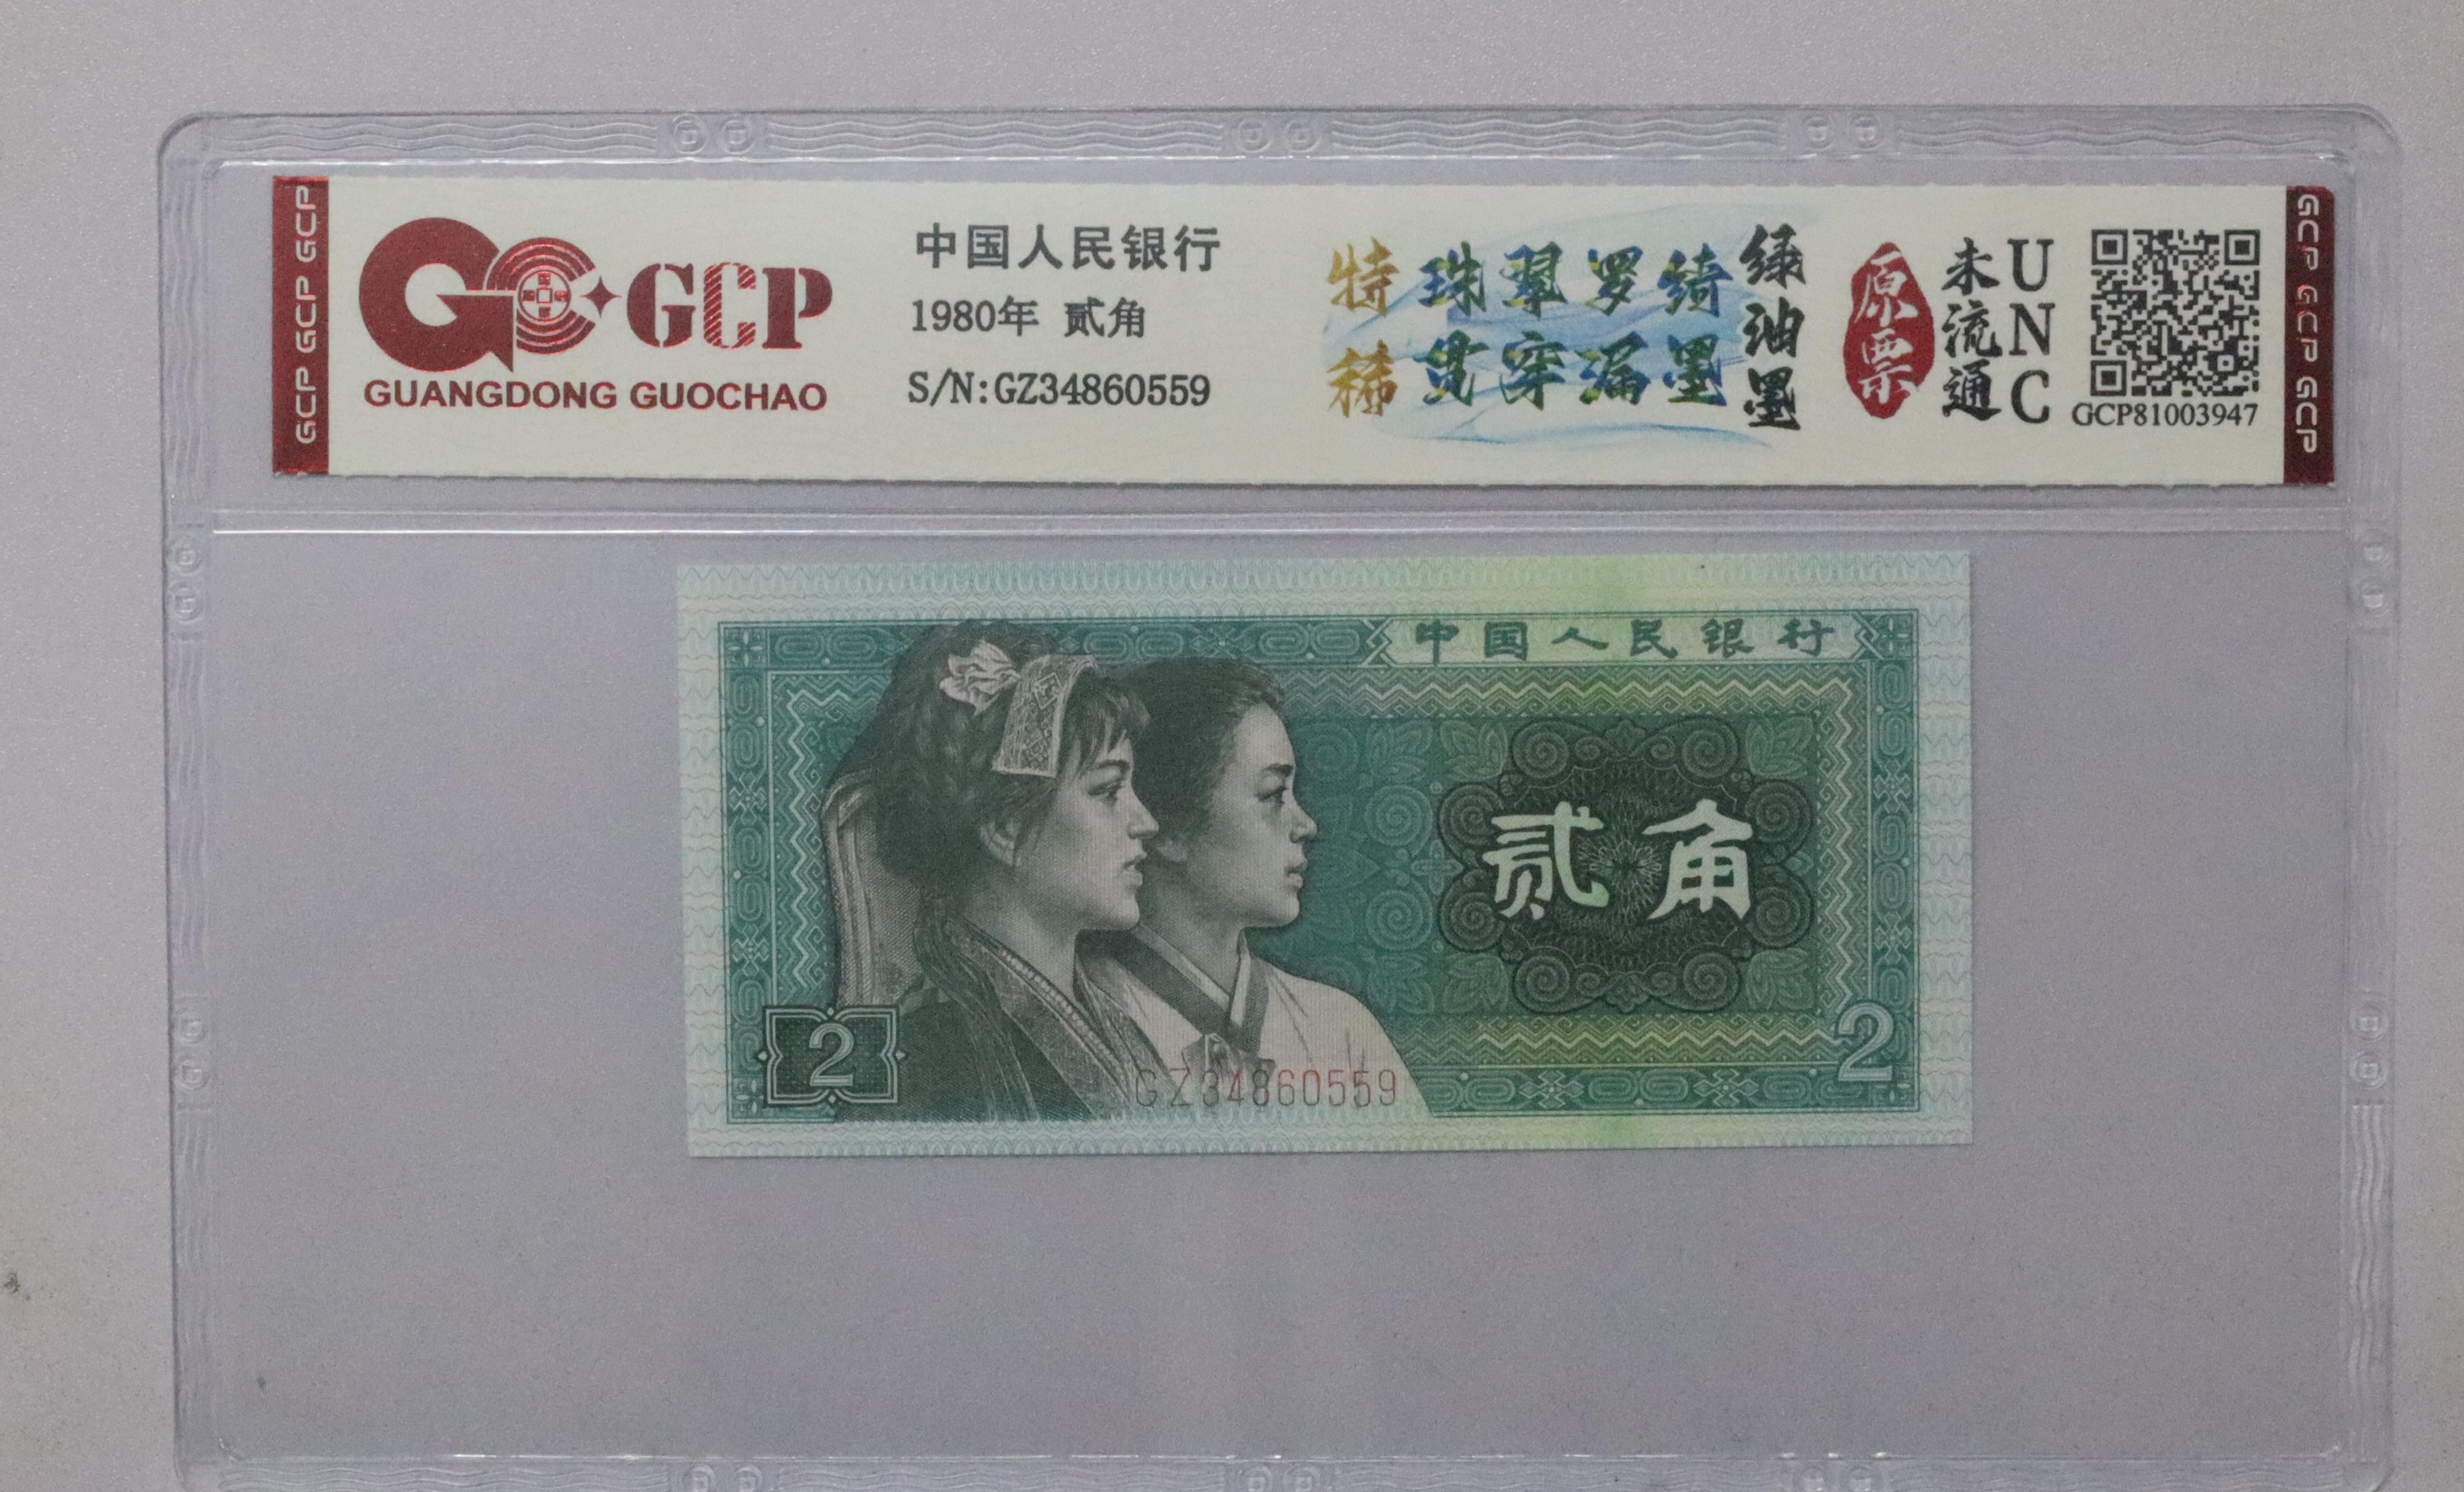 GCP GCP GCP
GCP
GUANGDONG GUOCHAO
中国人民银行
1980年 贰角
S/N:GZ34860559
特稀
珠翠罗绮
贯穿漏墨
绿油墨
原票
未流通
UNC
GCP81003947
GCP GCP GCP
中国人民银行
贰角
2
2
GZ34860559